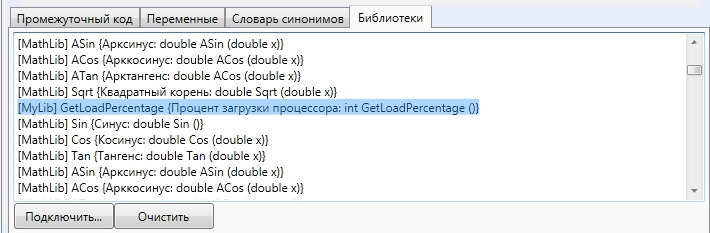 Промежуточный код Переменные Словарь синонимов Библиотеки
[MathLib] ASin {Арксинус: double ASin (double x)}
[MathLib] ACos {Арккосинус: double ACos (double x)}
[MathLib] ATan {Арктангенс: double ACos (double x)}
[MathLib] Sqrt {Квадратный корень: double Sqrt (double x)}
[MyLib] GetLoadPercentage {Процент загрузки процессора: int GetLoadPercentage ()}
[MathLib] Sin {Синус: double Sin ()}
[MathLib] Cos {Косинус: double Cos (double x)}
[MathLib] Tan {Тангенс: double Tan (double x)}
[MathLib] ASin {Арксинус: double ASin (double x)}
[MathLib] ACos {Арккосинус: double ACos (double x)}
Подключить... Очистить